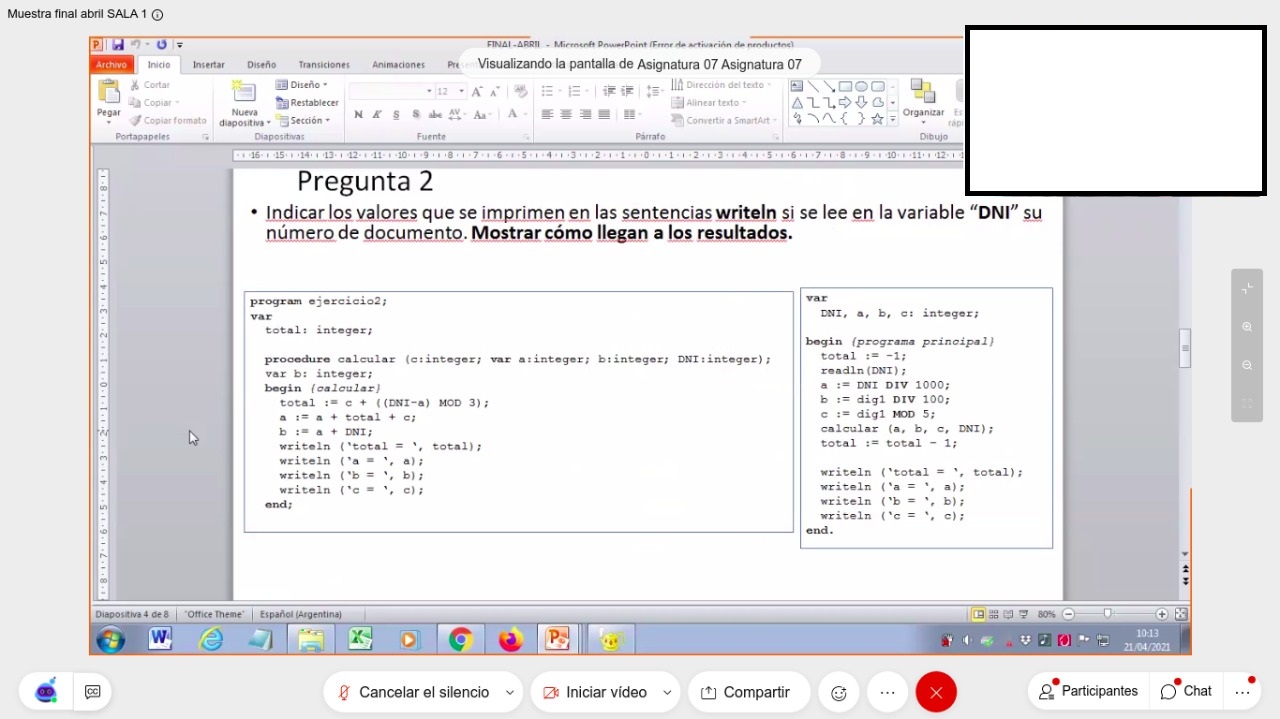 Muestra final abril SALA 1
FINAL-ABRIL - Microsoft PowerPoint (Error de activación de productos)
Visualizando la pantalla de Asignatura 07 Asignatura 07
Archivo Inicio Insertar Diseño Transiciones Animaciones
Cortar Diseño 12 Dirección del texto
Copiar Restablecer Alinear texto
Pegar Copiar formato Nueva diapositiva Sección N K S S abc AV Aa A Convertir a SmartArt Organizar
Portapapeles Diapositivas Fuente Párrafo Dibujo
Pregunta 2
• Indicar los valores que se imprimen en las sentencias writeln si se lee en la variable “DNI” su
número de documento. Mostrar cómo llegan a los resultados.
program ejercicio2;
var
total: integer;
procedure calcular (c:integer; var a:integer; b:integer; DNI:integer);
var b: integer;
begin {calcular}
total := c + ((DNI-a) MOD 3);
a := a + total + c;
b := a + DNI;
writeln (‘total = ‘, total);
writeln (‘a = ‘, a);
writeln (‘b = ‘, b);
writeln (‘c = ‘, c);
end;
var
DNI, a, b, c: integer;
begin {programa principal}
total := -1;
readln(DNI);
a := DNI DIV 1000;
b := dig1 DIV 100;
c := dig1 MOD 5;
calcular (a, b, c, DNI);
total := total - 1;
writeln (‘total = ‘, total);
writeln (‘a = ‘, a);
writeln (‘b = ‘, b);
writeln (‘c = ‘, c);
end.
Diapositiva 4 de 8 "Office Theme" Español (Argentina) 80%
10:13
21/04/2021
Cancelar el silencio Iniciar vídeo Compartir Participantes Chat